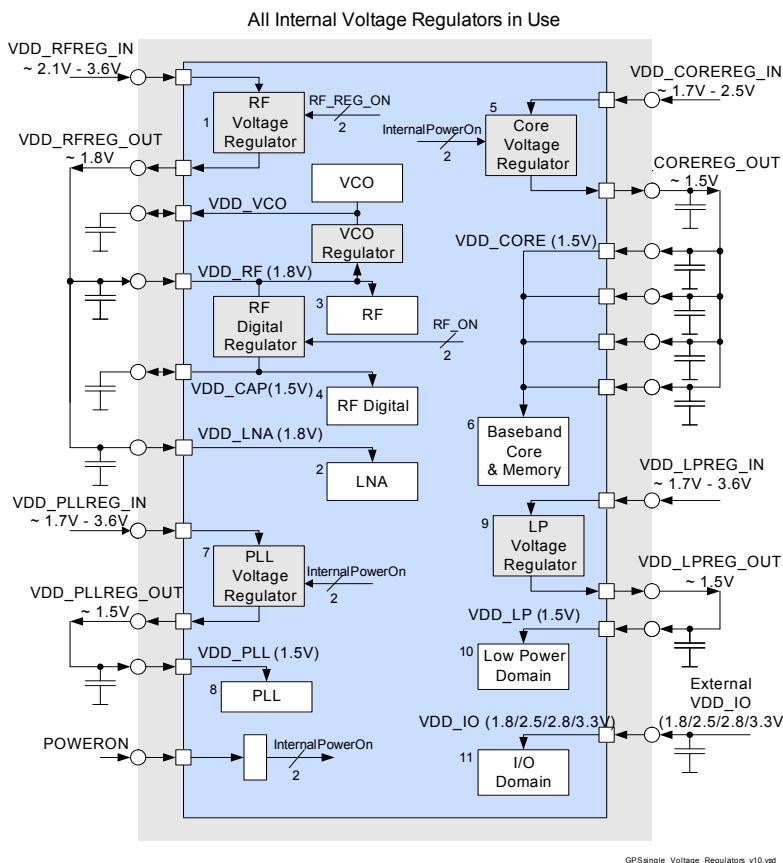 All Internal Voltage Regulators in Use
VDD_RFREG_IN
~ 2.1V - 3.6V
1
RF
Voltage
Regulator
RF_REG_ON
2
VDD_RFREG_OUT
~ 1.8V
VDD_VCO
VCO
VCO
Regulator
VDD_RF (1.8V)
3
RF
RF
Digital
Regulator
RF_ON
2
VDD_CAP(1.5V)
4
RF Digital
VDD_LNA (1.8V)
2
LNA
VDD_PLLREG_IN
~ 1.7V - 3.6V
7
PLL
Voltage
Regulator
InternalPowerOn
2
VDD_PLLREG_OUT
~ 1.5V
VDD_PLL (1.5V)
8
PLL
POWERON
InternalPowerOn
2
VDD_COREREG_IN
~ 1.7V - 2.5V
5
Core
Voltage
Regulator
InternalPowerOn
2
COREREG_OUT
~ 1.5V
VDD_CORE (1.5V)
6
Baseband
Core
& Memory
VDD_LPREG_IN
~ 1.7V - 3.6V
9
LP
Voltage
Regulator
VDD_LPREG_OUT
~ 1.5V
VDD_LP (1.5V)
10
Low Power
Domain
External
VDD_IO
(1.8/2.5/2.8/3.3V
VDD_IO (1.8/2.5/2.8/3.3V)
11
I/O
Domain
GPSsingle_Voltage_Regulators_v10.vsd